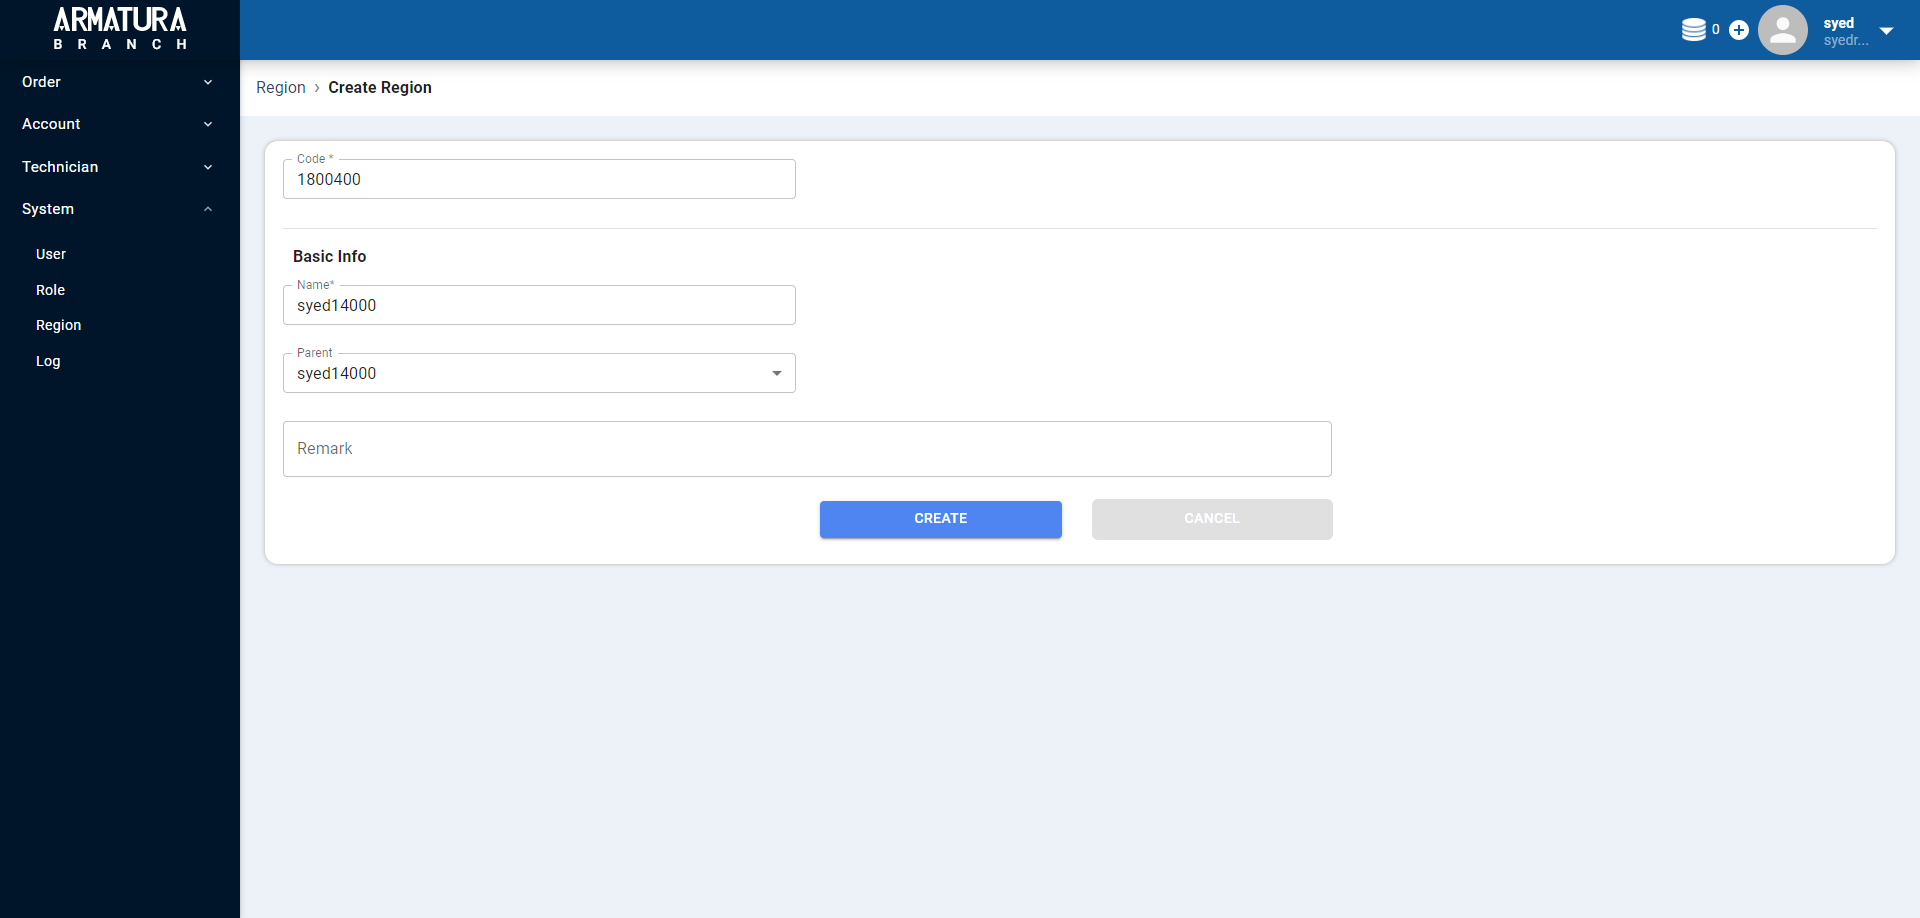 ARMATURA
BRANCH
0
syed
syedr...
Order
Account
Technician
System
User
Role
Region
Log
Region › Create Region
Code *
1800400
Basic Info
Name*
syed14000
Parent
syed14000
Remark
CREATE
CANCEL